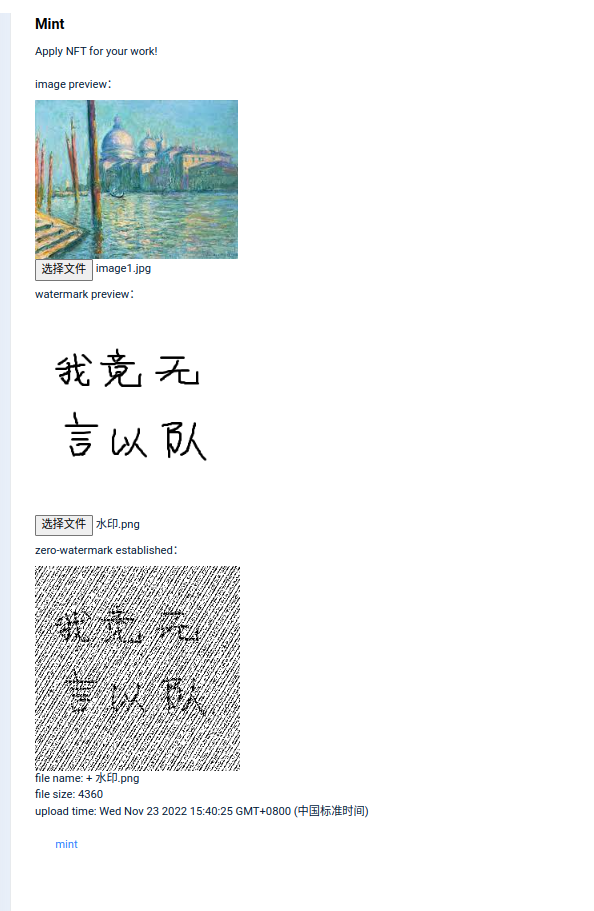 Mint
Apply NFT for your work!
image preview：
选择文件 image1.jpg
watermark preview：
我竞无
言以队
选择文件 水印.png
zero-watermark established：
我竞无
言以队
file name: + 水印.png
file size: 4360
upload time: Wed Nov 23 2022 15:40:25 GMT+0800 (中国标准时间)
mint